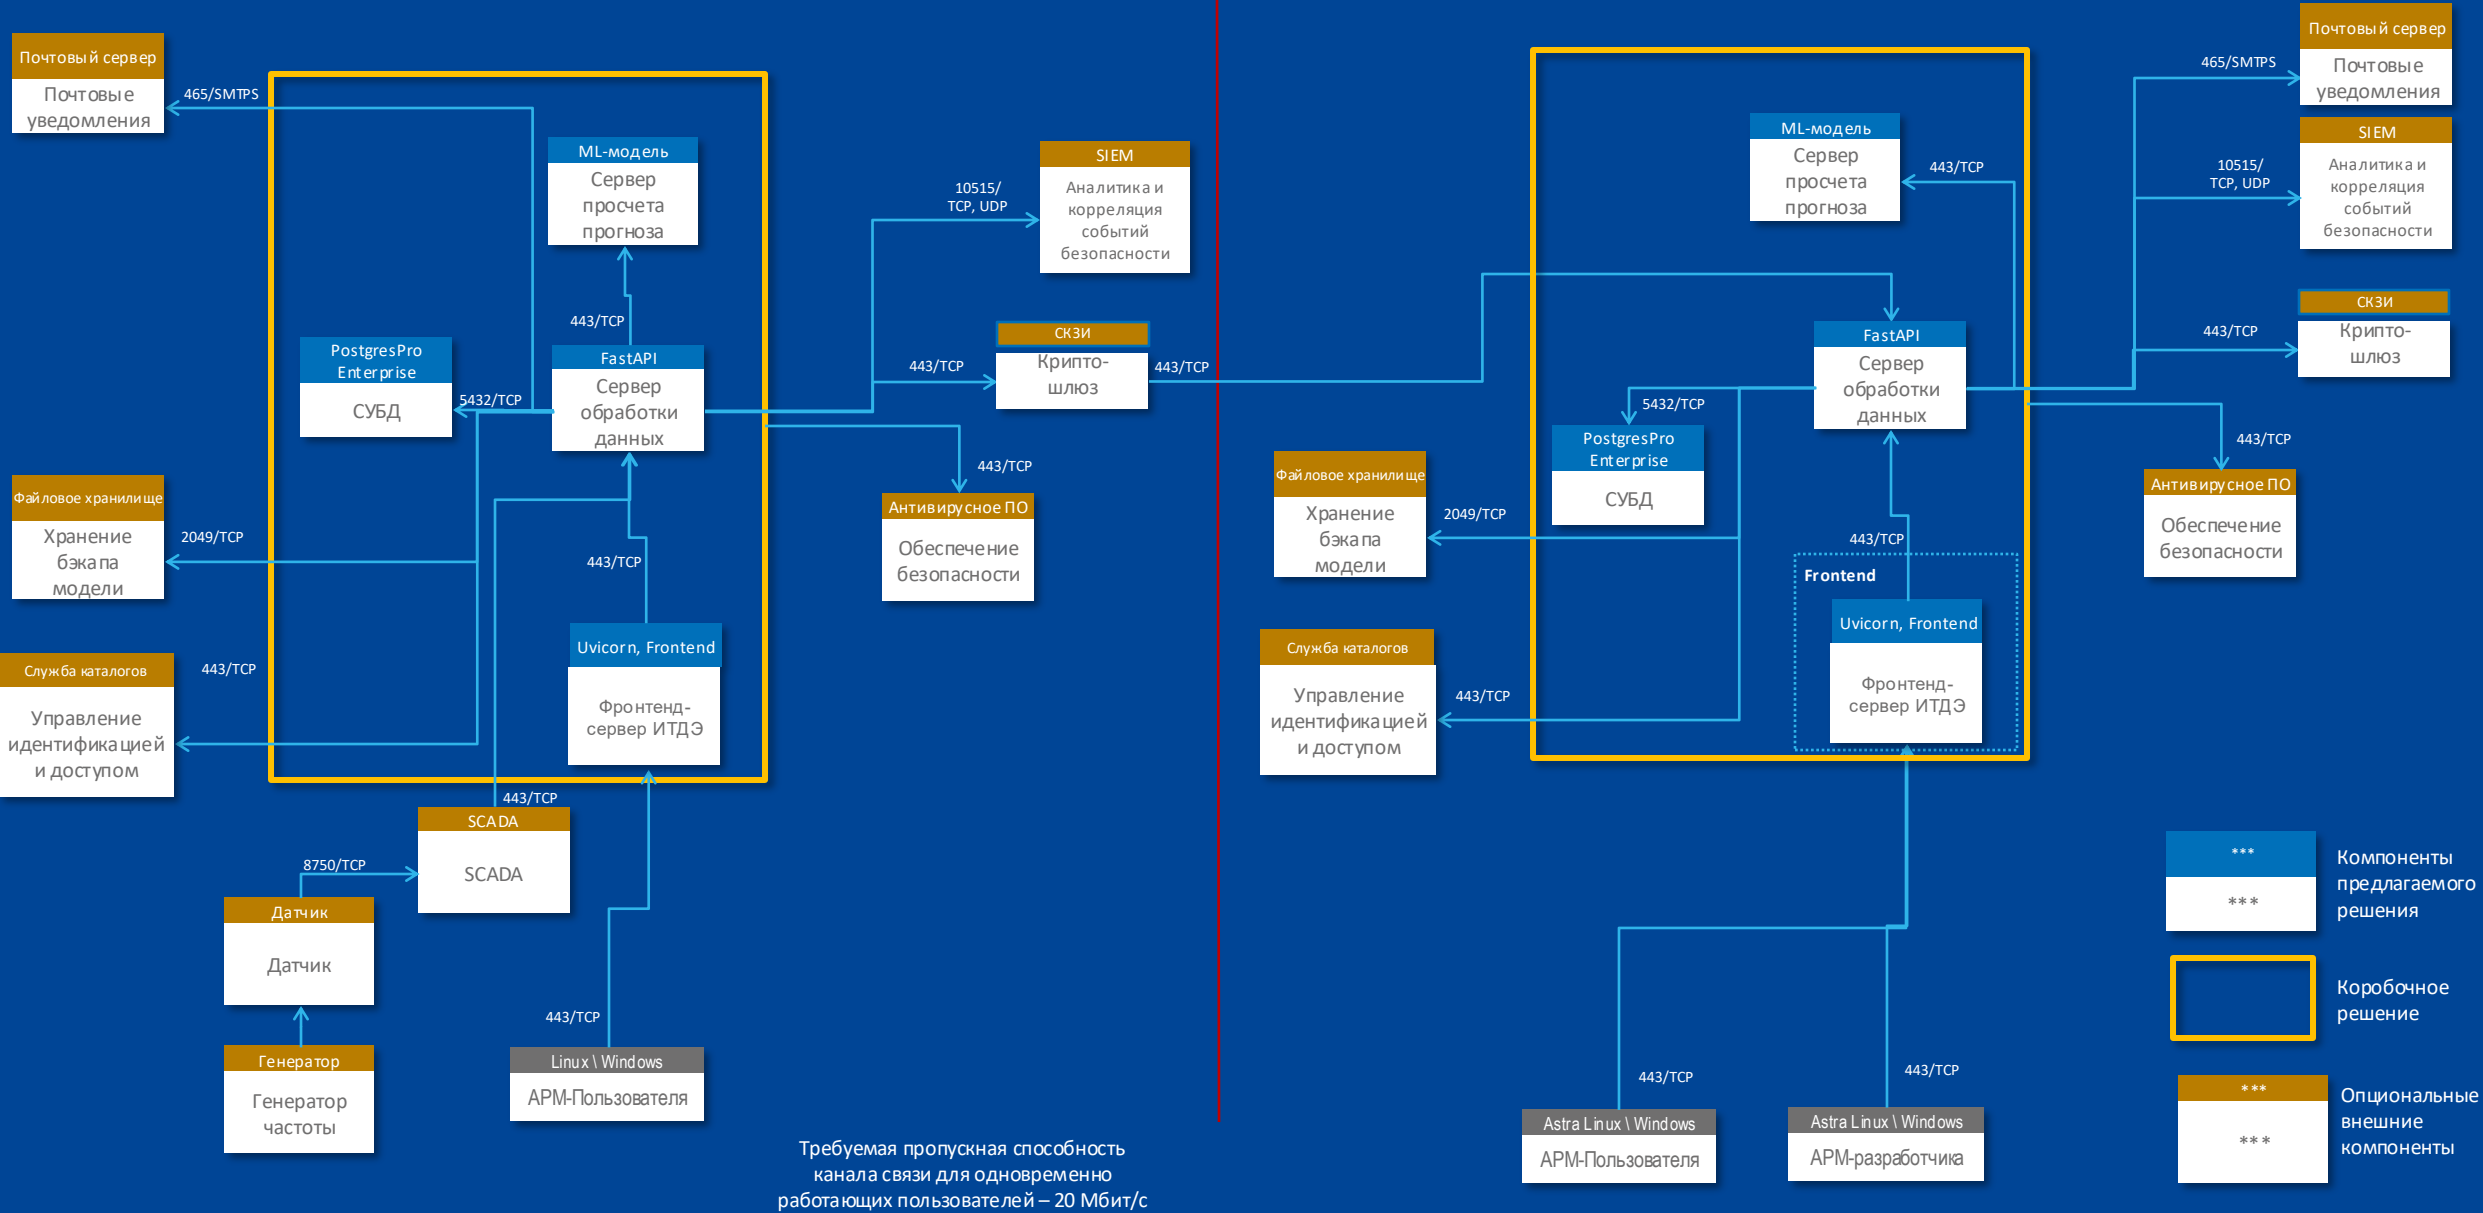 Почтовый сервер
Почтовые
уведомления
465/SMTPS
ML-модель
Сервер
просчета
прогноза
443/TCP
PostgresPro
Enterprise
СУБД
5432/TCP
FastAPI
Сервер
обработки
данных
10515/
TCP, UDP
SIEM
Аналитика и
корреляция
событий
безопасности
443/TCP
СКЗИ
Крипто-
шлюз
443/TCP
443/TCP
Антивирусное ПО
Обеспечение
безопасности
Файловое хранилище
Хранение
бэкапа
модели
2049/TCP
443/TCP
Uvicorn, Frontend
Фронтенд-
сервер ИТДЭ
Служба каталогов
Управление
идентификацией
и доступом
443/TCP
443/TCP
SCADA
SCADA
8750/TCP
Датчик
Датчик
Генератор
Генератор
частоты
443/TCP
Linux \ Windows
АРМ-Пользователя
Требуемая пропускная способность
канала связи для одновременно
работающих пользователей – 20 Мбит/с
ML-модель
Сервер
просчета
прогноза
443/TCP
465/SMTPS
Почтовый сервер
Почтовые
уведомления
10515/
TCP, UDP
SIEM
Аналитика и
корреляция
событий
безопасности
443/TCP
СКЗИ
Крипто-
шлюз
FastAPI
Сервер
обработки
данных
5432/TCP
PostgresPro
Enterprise
СУБД
443/TCP
Антивирусное ПО
Обеспечение
безопасности
Файловое хранилище
Хранение
бэкапа
модели
2049/TCP
443/TCP
Frontend
Uvicorn, Frontend
Фронтенд-
сервер ИТДЭ
Служба каталогов
Управление
идентификацией
и доступом
443/TCP
443/TCP
Astra Linux \ Windows
АРМ-Пользователя
443/TCP
Astra Linux \ Windows
АРМ-разработчика
***
***
Компоненты
предлагаемого
решения
Коробочное
решение
***
***
Опциональные
внешние
компоненты